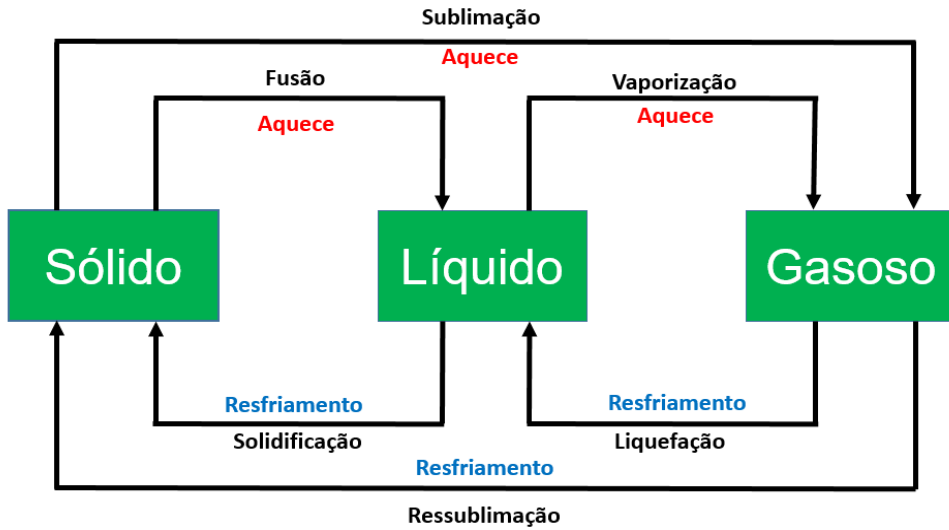 Sublimação
Aquece
Fusão
Vaporização
Aquece
Aquece
Sólido
Líquido
Gasoso
Resfriamento
Resfriamento
Solidificação
Liquefação
Resfriamento
Ressublimação